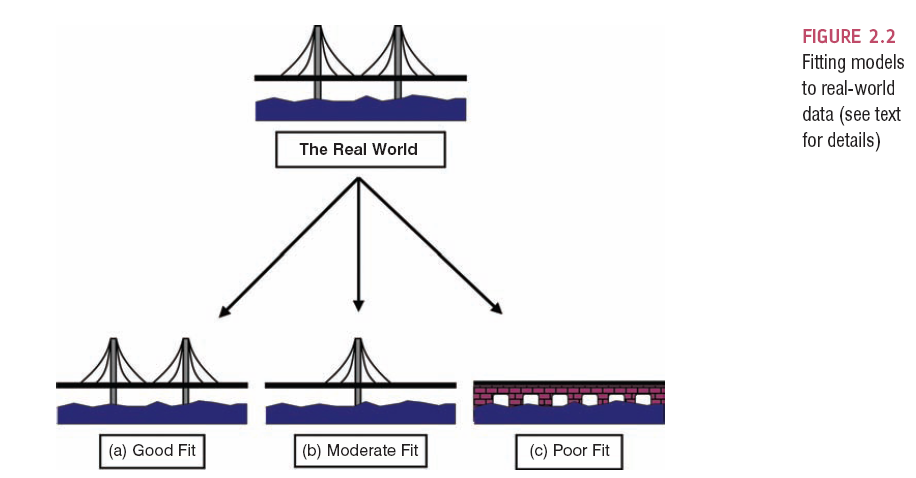 FIGURE 2.2
Fitting models
to real-world
data (see text
for details)
The Real World
(a) Good Fit
(b) Moderate Fit
(c) Poor Fit